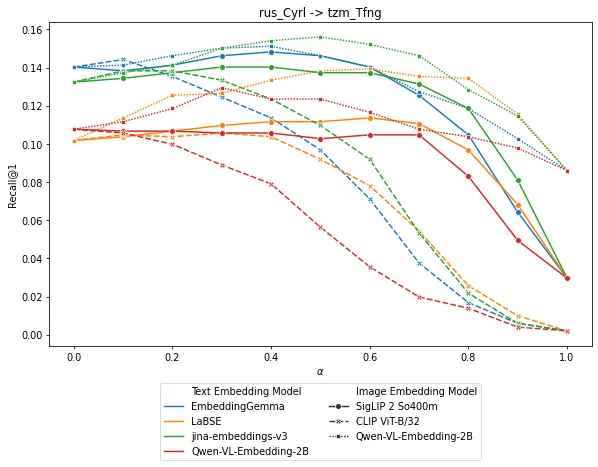 rus_Cyrl -> tzm_Tfng
0.16
0.14
0.12
0.10
0.08
0.06
0.04
0.02
0.00
Recall@1
0.0 0.2 0.4 0.6 0.8 1.0
α
Text Embedding Model Image Embedding Model
EmbeddingGemma SigLIP 2 So400m
LaBSE CLIP ViT-B/32
jina-embeddings-v3 Qwen-VL-Embedding-2B
Qwen-VL-Embedding-2B